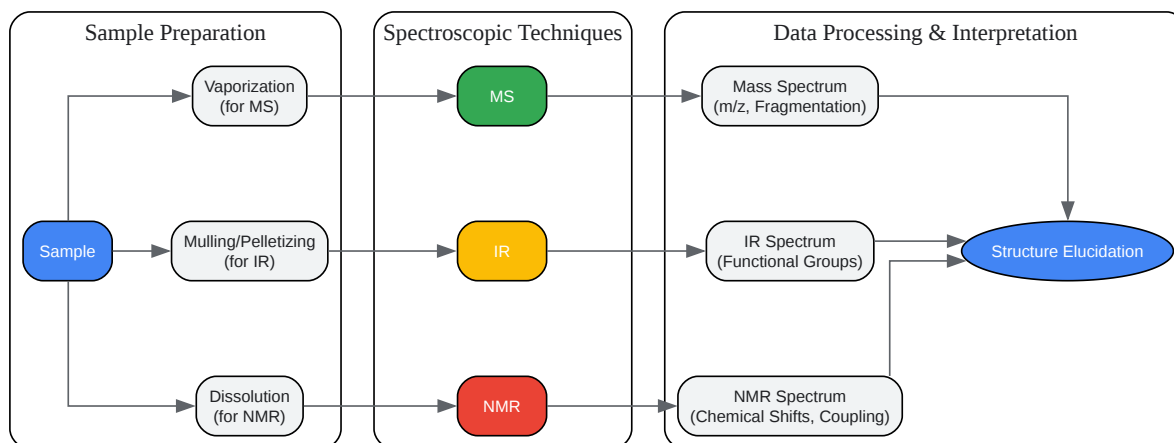 Sample Preparation
Spectroscopic Techniques
Data Processing & Interpretation
Vaporization
(for MS)
MS
Mass Spectrum
(m/z, Fragmentation)
Sample
Mulling/Pelletizing
(for IR)
IR
IR Spectrum
(Functional Groups)
Structure Elucidation
Dissolution
(for NMR)
NMR
NMR Spectrum
(Chemical Shifts, Coupling)